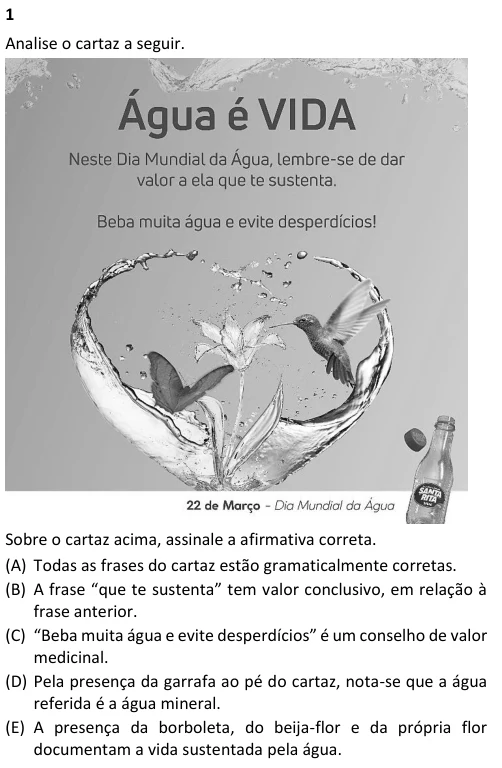 1
Analise o cartaz a seguir.
Água é VIDA
Neste Dia Mundial da Água, lembre-se de dar
valor a ela que te sustenta.
Beba muita água e evite desperdícios!
SANTA
RITA
22 de Março - Dia Mundial da Água
Sobre o cartaz acima, assinale a afirmativa correta.
(A) Todas as frases do cartaz estão gramaticalmente corretas.
(B) A frase “que te sustenta” tem valor conclusivo, em relação à
frase anterior.
(C) “Beba muita água e evite desperdícios” é um conselho de valor
medicinal.
(D) Pela presença da garrafa ao pé do cartaz, nota-se que a água
referida é a água mineral.
(E) A presença da borboleta, do beija-flor e da própria flor
documentam a vida sustentada pela água.